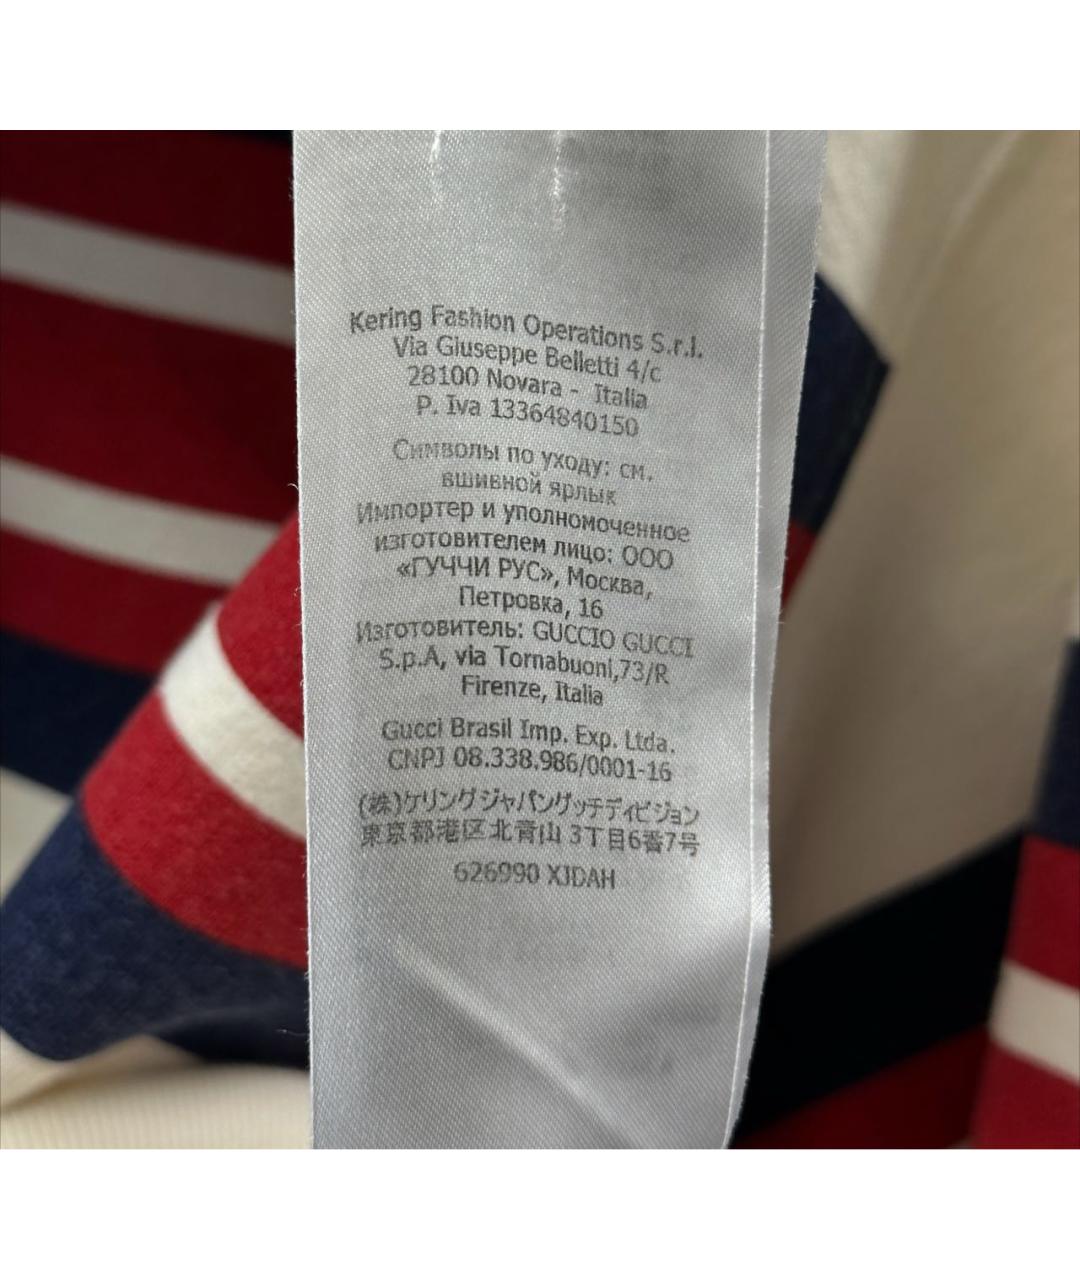 Kering Fashion Operations S.r.l.
Via Giuseppe Belletti 4/c
28100 Novara - Italia
P. Iva 13364840150
Символы по уходу: см.
вшивной ярлык
Импортер и уполномоченное
изготовителем лицо: ООО
«ГУЧЧИ РУС», Москва,
Петровка, 16
Изготовитель: GUCCIO GUCCI
S.p.A, via Tornabuoni,73/R
Firenze, Italia
Gucci Brasil Imp. Exp. Ltda.
CNPJ 08.338.986/0001-16
(株)ケリングジャパングッチディビジョン
東京都港区北青山3丁目6番7号
626990 XJDAH